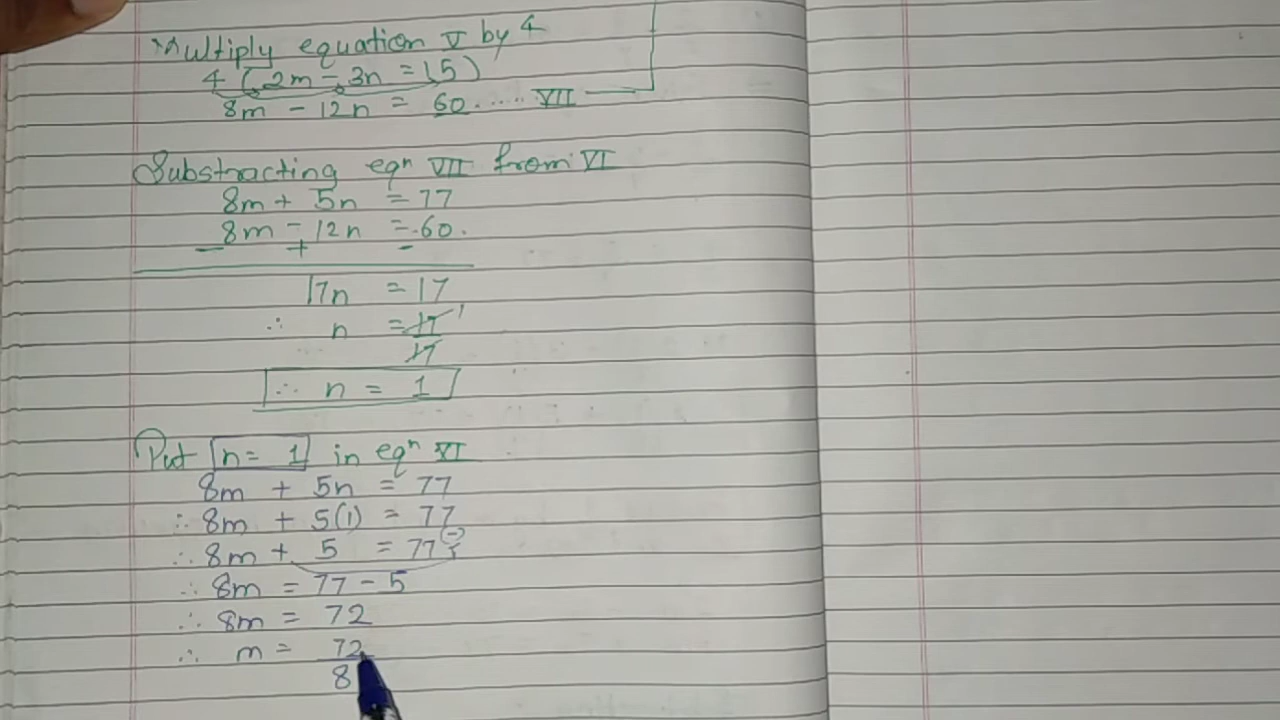 Multiply equation V by 4
4 (2m - 3n = 15)
8m - 12n = 60 ..... VII
Substracting eqⁿ VII from VI
8m + 5n = 77
8m - 12n = 60.
- + -
17n = 17
∴ n = 17 1
17
∴ n = 1
Put n = 1 in eqⁿ VI
8m + 5n = 77
∴ 8m + 5(1) = 77
∴ 8m + 5 = 77
∴ 8m = 77 - 5
∴ 8m = 72
∴ m = 72
8